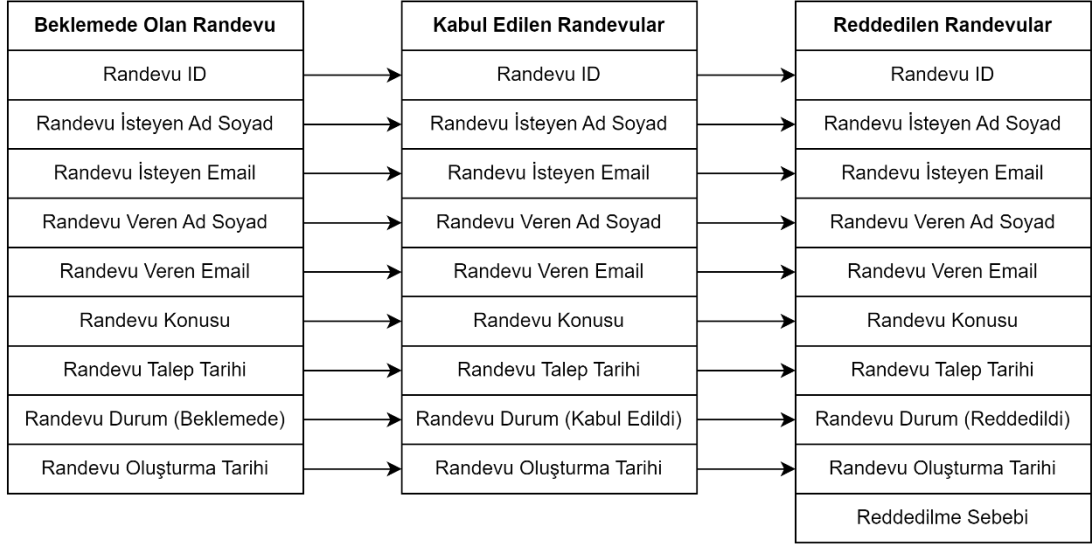 Beklemede Olan Randevu
Randevu ID
Randevu İsteyen Ad Soyad
Randevu İsteyen Email
Randevu Veren Ad Soyad
Randevu Veren Email
Randevu Konusu
Randevu Talep Tarihi
Randevu Durum (Beklemede)
Randevu Oluşturma Tarihi
Kabul Edilen Randevular
Randevu ID
Randevu İsteyen Ad Soyad
Randevu İsteyen Email
Randevu Veren Ad Soyad
Randevu Veren Email
Randevu Konusu
Randevu Talep Tarihi
Randevu Durum (Kabul Edildi)
Randevu Oluşturma Tarihi
Reddedilen Randevular
Randevu ID
Randevu İsteyen Ad Soyad
Randevu İsteyen Email
Randevu Veren Ad Soyad
Randevu Veren Email
Randevu Konusu
Randevu Talep Tarihi
Randevu Durum (Reddedildi)
Randevu Oluşturma Tarihi
Reddedilme Sebebi